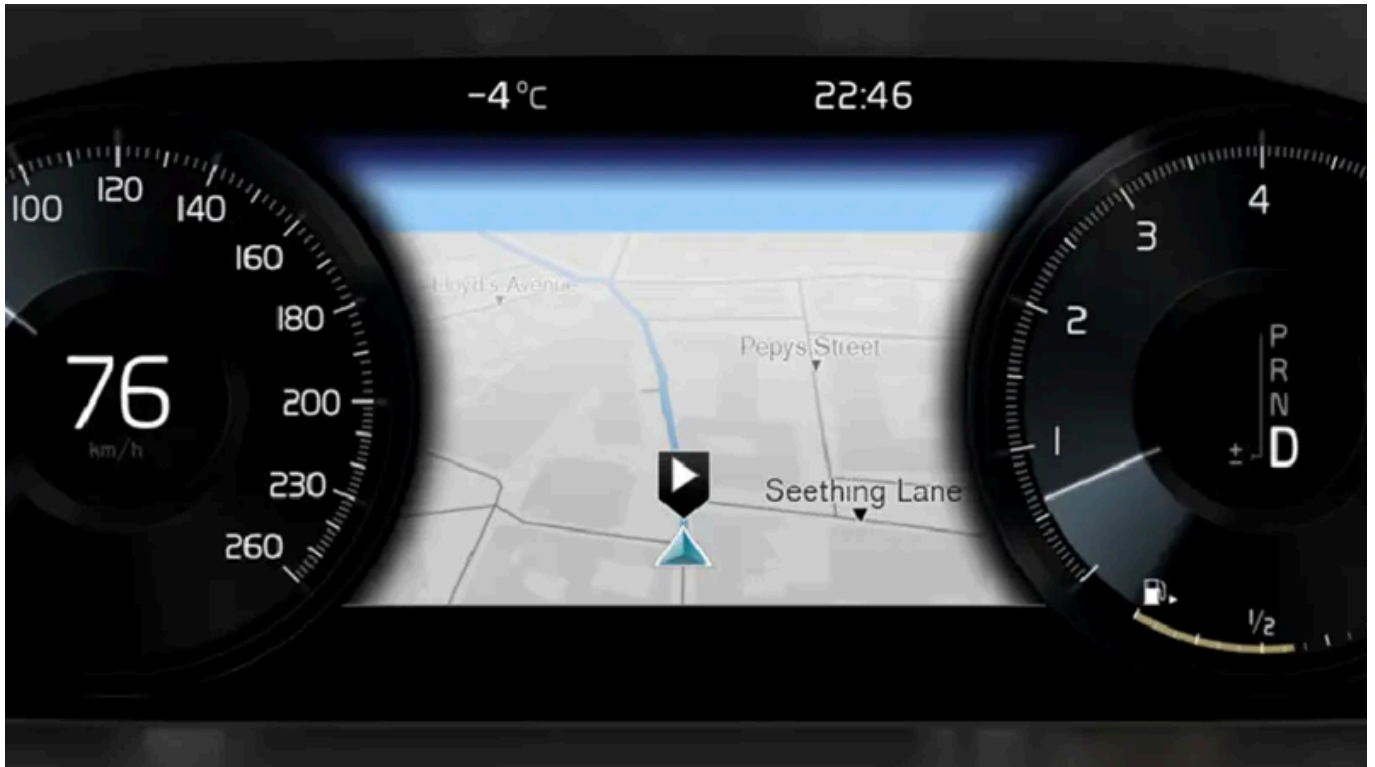 -4°C
22:46
100
120
140
160
180
200
230
260
76
km/h
Lloyd's Avenue
Pepys Street
Seething Lane
4
3
2
1
P
R
N
± D
1/2